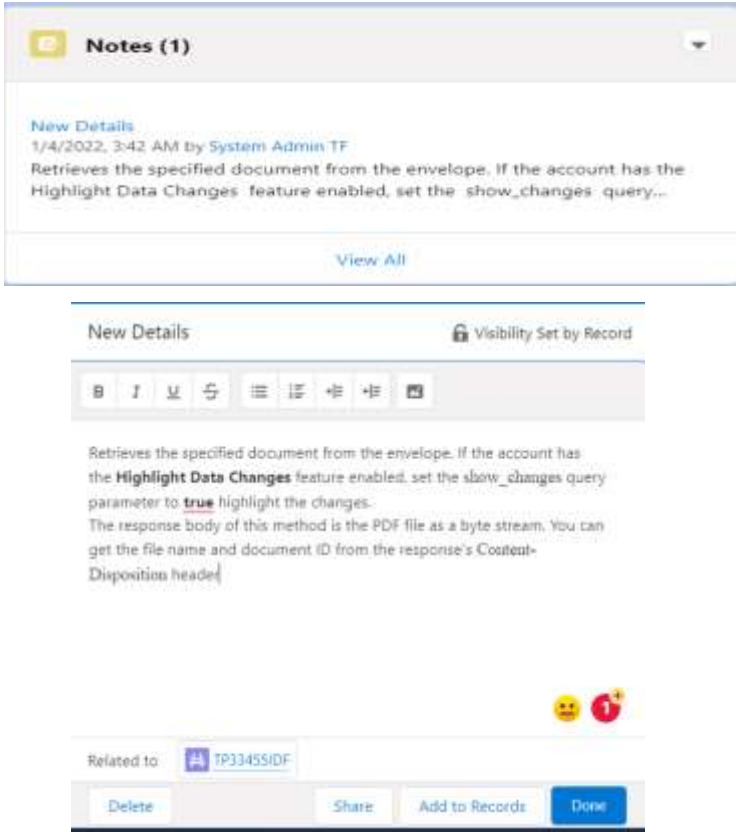 Notes (1)
New Details
1/4/2022, 3:42 AM by System Admin TF
Retrieves the specified document from the envelope. If the account has the
Highlight Data Changes feature enabled, set the show_changes query...
View All
New Details
Visibility Set by Record
B I U S
Retrieves the specified document from the envelope. If the account has
the Highlight Data Changes feature enabled, set the show_changes query
parameter to true highlight the changes.
The response body of this method is the PDF file as a byte stream. You can
get the file name and document ID from the response's Content-
Disposition header
1
Related to TP33455IDF
Delete Share Add to Records Done